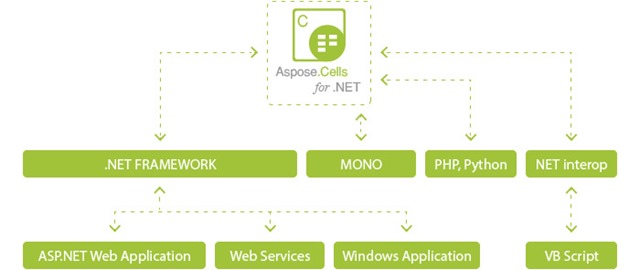 C
Aspose.Cells
for .NET
.NET FRAMEWORK
MONO
PHP, Python
NET interop
ASP.NET Web Application
Web Services
Windows Application
VB Script